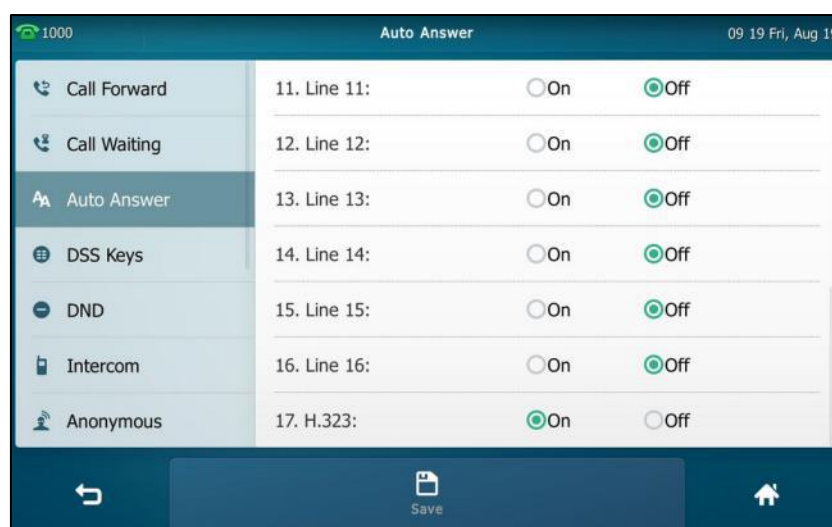 1000 Auto Answer 09 19 Fri, Aug 19
Call Forward 11. Line 11: On Off
Call Waiting 12. Line 12: On Off
AA Auto Answer 13. Line 13: On Off
DSS Keys 14. Line 14: On Off
DND 15. Line 15: On Off
Intercom 16. Line 16: On Off
Anonymous 17. H.323: On Off
Save